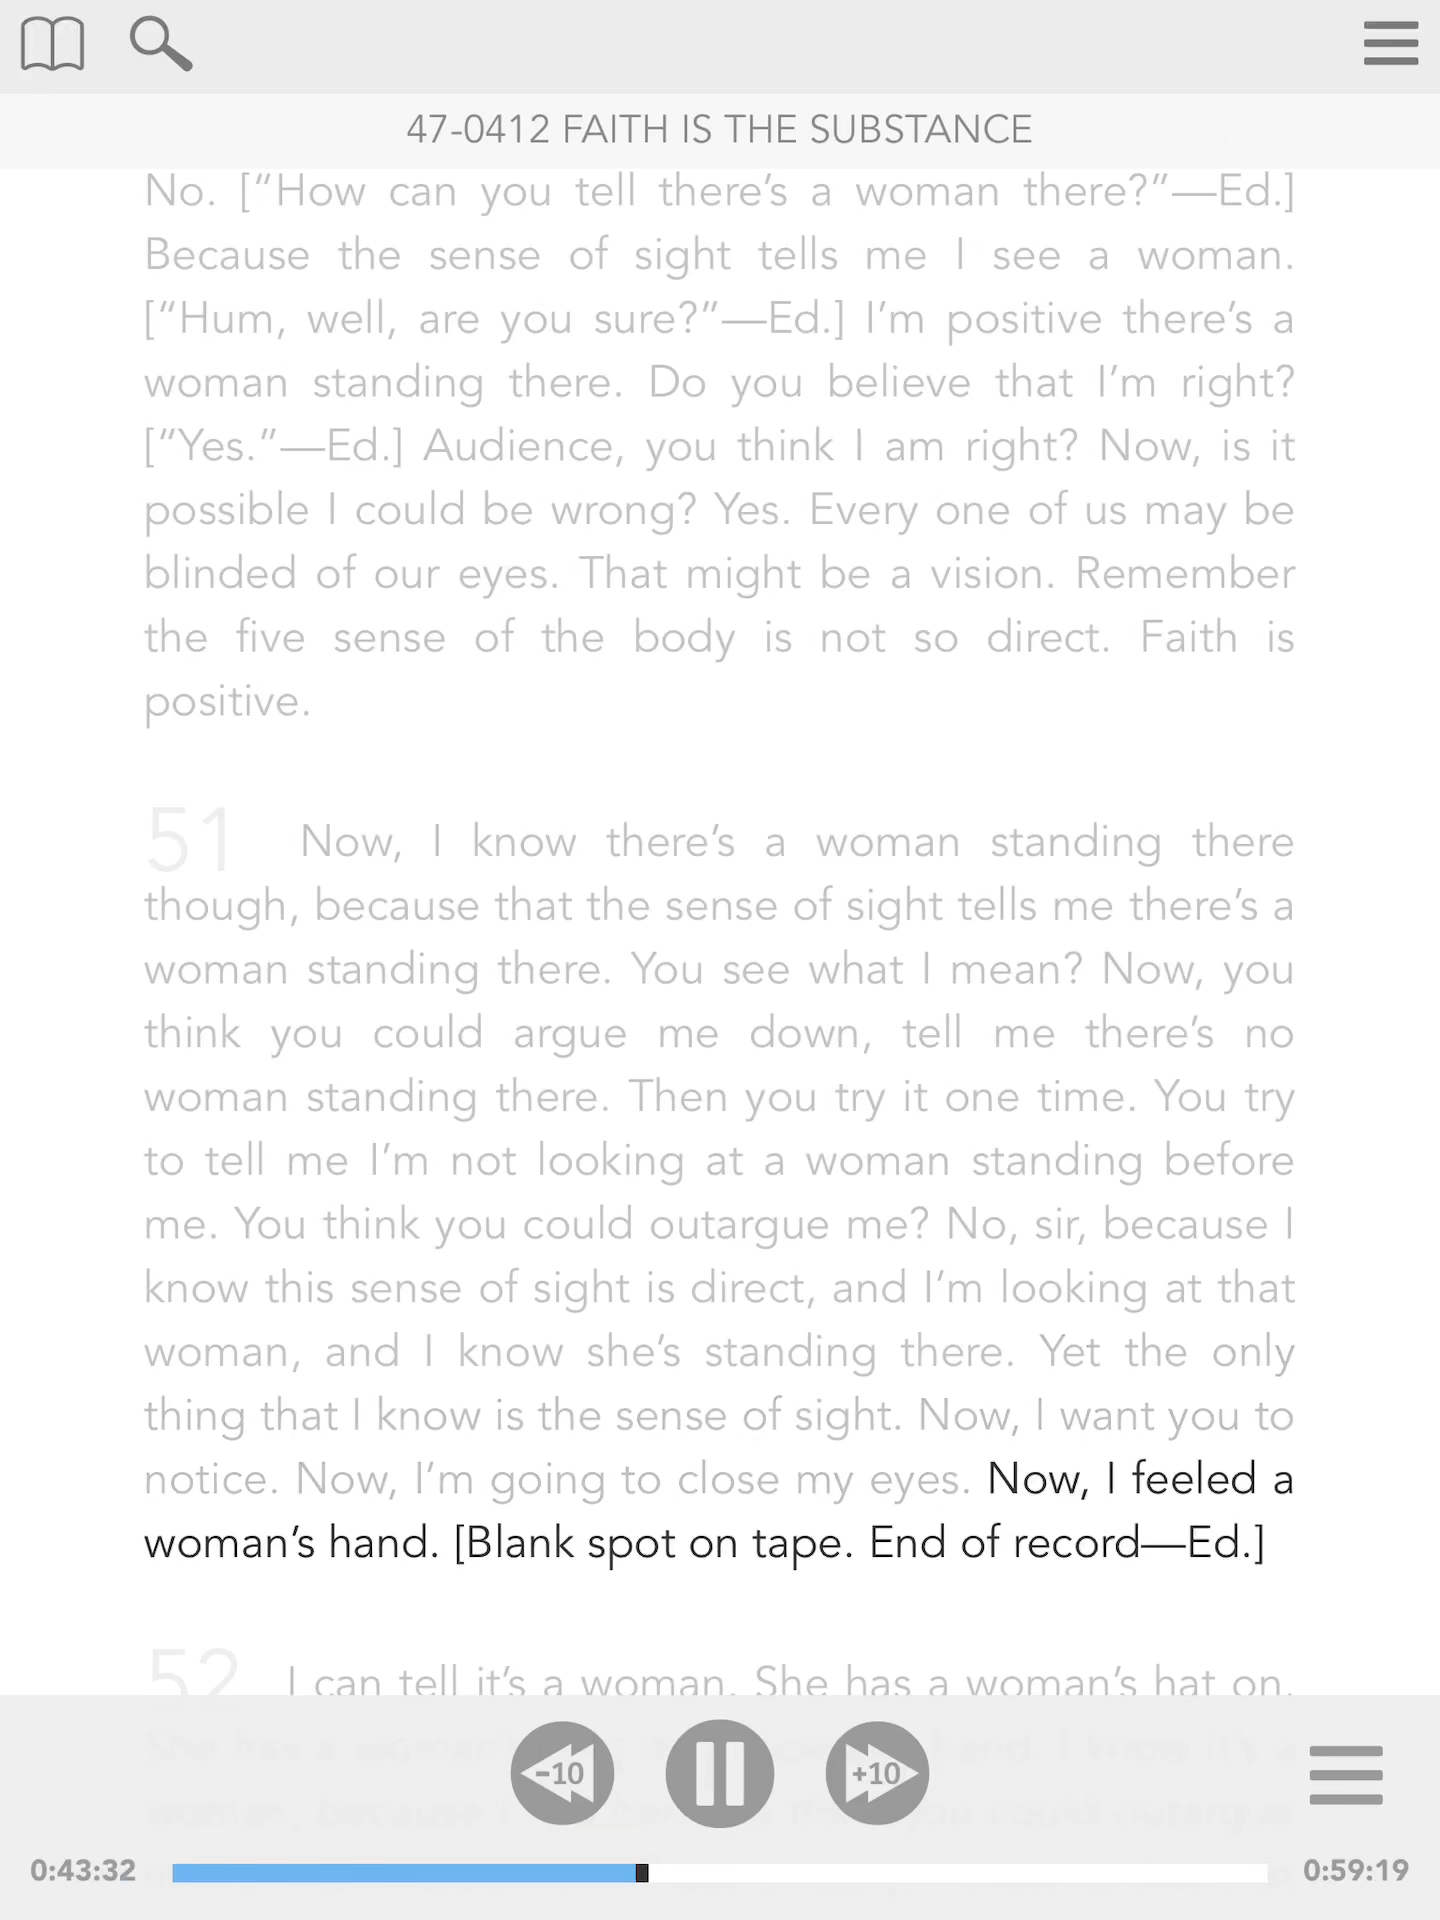 47-0412 FAITH IS THE SUBSTANCE
No. [“How can you tell there’s a woman there?”—Ed.]
Because the sense of sight tells me I see a woman.
[“Hum, well, are you sure?”—Ed.] I’m positive there’s a
woman standing there. Do you believe that I’m right?
[“Yes.”—Ed.] Audience, you think I am right? Now, is it
possible I could be wrong? Yes. Every one of us may be
blinded of our eyes. That might be a vision. Remember
the five sense of the body is not so direct. Faith is
positive.
51 Now, I know there’s a woman standing there
though, because that the sense of sight tells me there’s a
woman standing there. You see what I mean? Now, you
think you could argue me down, tell me there’s no
woman standing there. Then you try it one time. You try
to tell me I’m not looking at a woman standing before
me. You think you could outargue me? No, sir, because I
know this sense of sight is direct, and I’m looking at that
woman, and I know she’s standing there. Yet the only
thing that I know is the sense of sight. Now, I want you to
notice. Now, I’m going to close my eyes. Now, I feeled a
woman’s hand. [Blank spot on tape. End of record—Ed.]
52 I can tell it’s a woman. She has a woman’s hat on.
She has a woman
woman, because I you could outargue
-10 +10
0:43:32 0:59:19